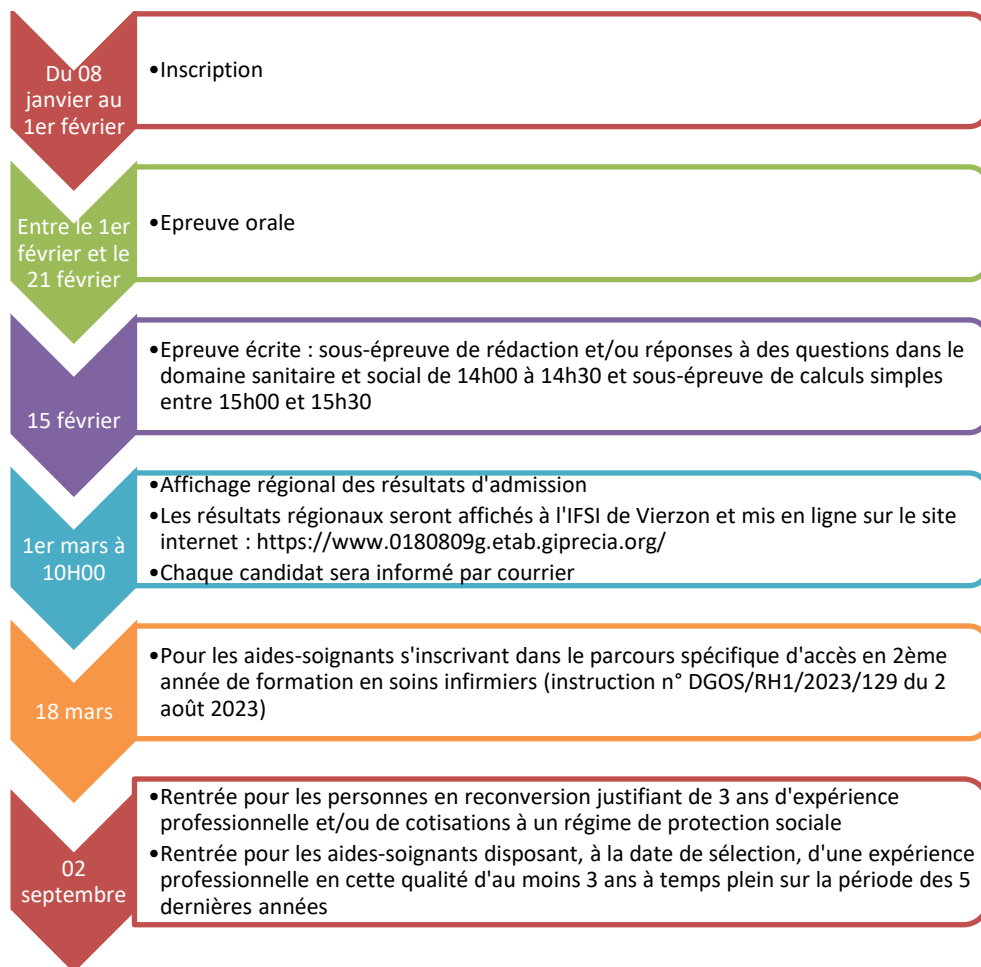 Du 08
janvier au
1er février
•Inscription
Entre le 1er
février et le
21 février
•Epreuve orale
15 février
•Epreuve écrite : sous-épreuve de rédaction et/ou réponses à des questions dans le
domaine sanitaire et social de 14h00 à 14h30 et sous-épreuve de calculs simples
entre 15h00 et 15h30
1er mars à
10H00
•Affichage régional des résultats d'admission
•Les résultats régionaux seront affichés à l'IFSI de Vierzon et mis en ligne sur le site
internet : https://www.0180809g.etab.giprecia.org/
•Chaque candidat sera informé par courrier
18 mars
•Pour les aides-soignants s'inscrivant dans le parcours spécifique d'accès en 2ème
année de formation en soins infirmiers (instruction n° DGOS/RH1/2023/129 du 2
août 2023)
02
septembre
•Rentrée pour les personnes en reconversion justifiant de 3 ans d'expérience
professionnelle et/ou de cotisations à un régime de protection sociale
•Rentrée pour les aides-soignants disposant, à la date de sélection, d'une expérience
professionnelle en cette qualité d'au moins 3 ans à temps plein sur la période des 5
dernières années